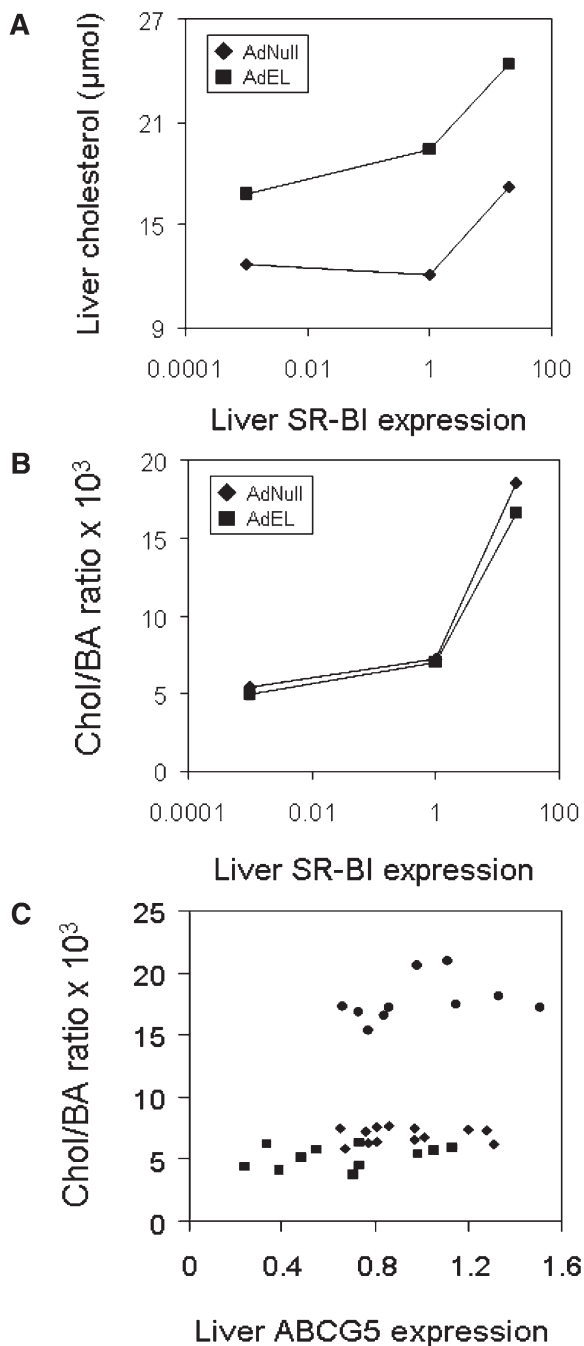 A
Liver cholesterol (µmol)
27
21
15
9
AdNull
AdEL
0.0001
0.01
1
100
Liver SR-BI expression
B
Chol/BA ratio x 10³
20
15
10
5
0
AdNull
AdEL
0.0001
0.01
1
100
Liver SR-BI expression
C
Chol/BA ratio x 10³
25
20
15
10
5
0
0
0.4
0.8
1.2
1.6
Liver ABCG5 expression